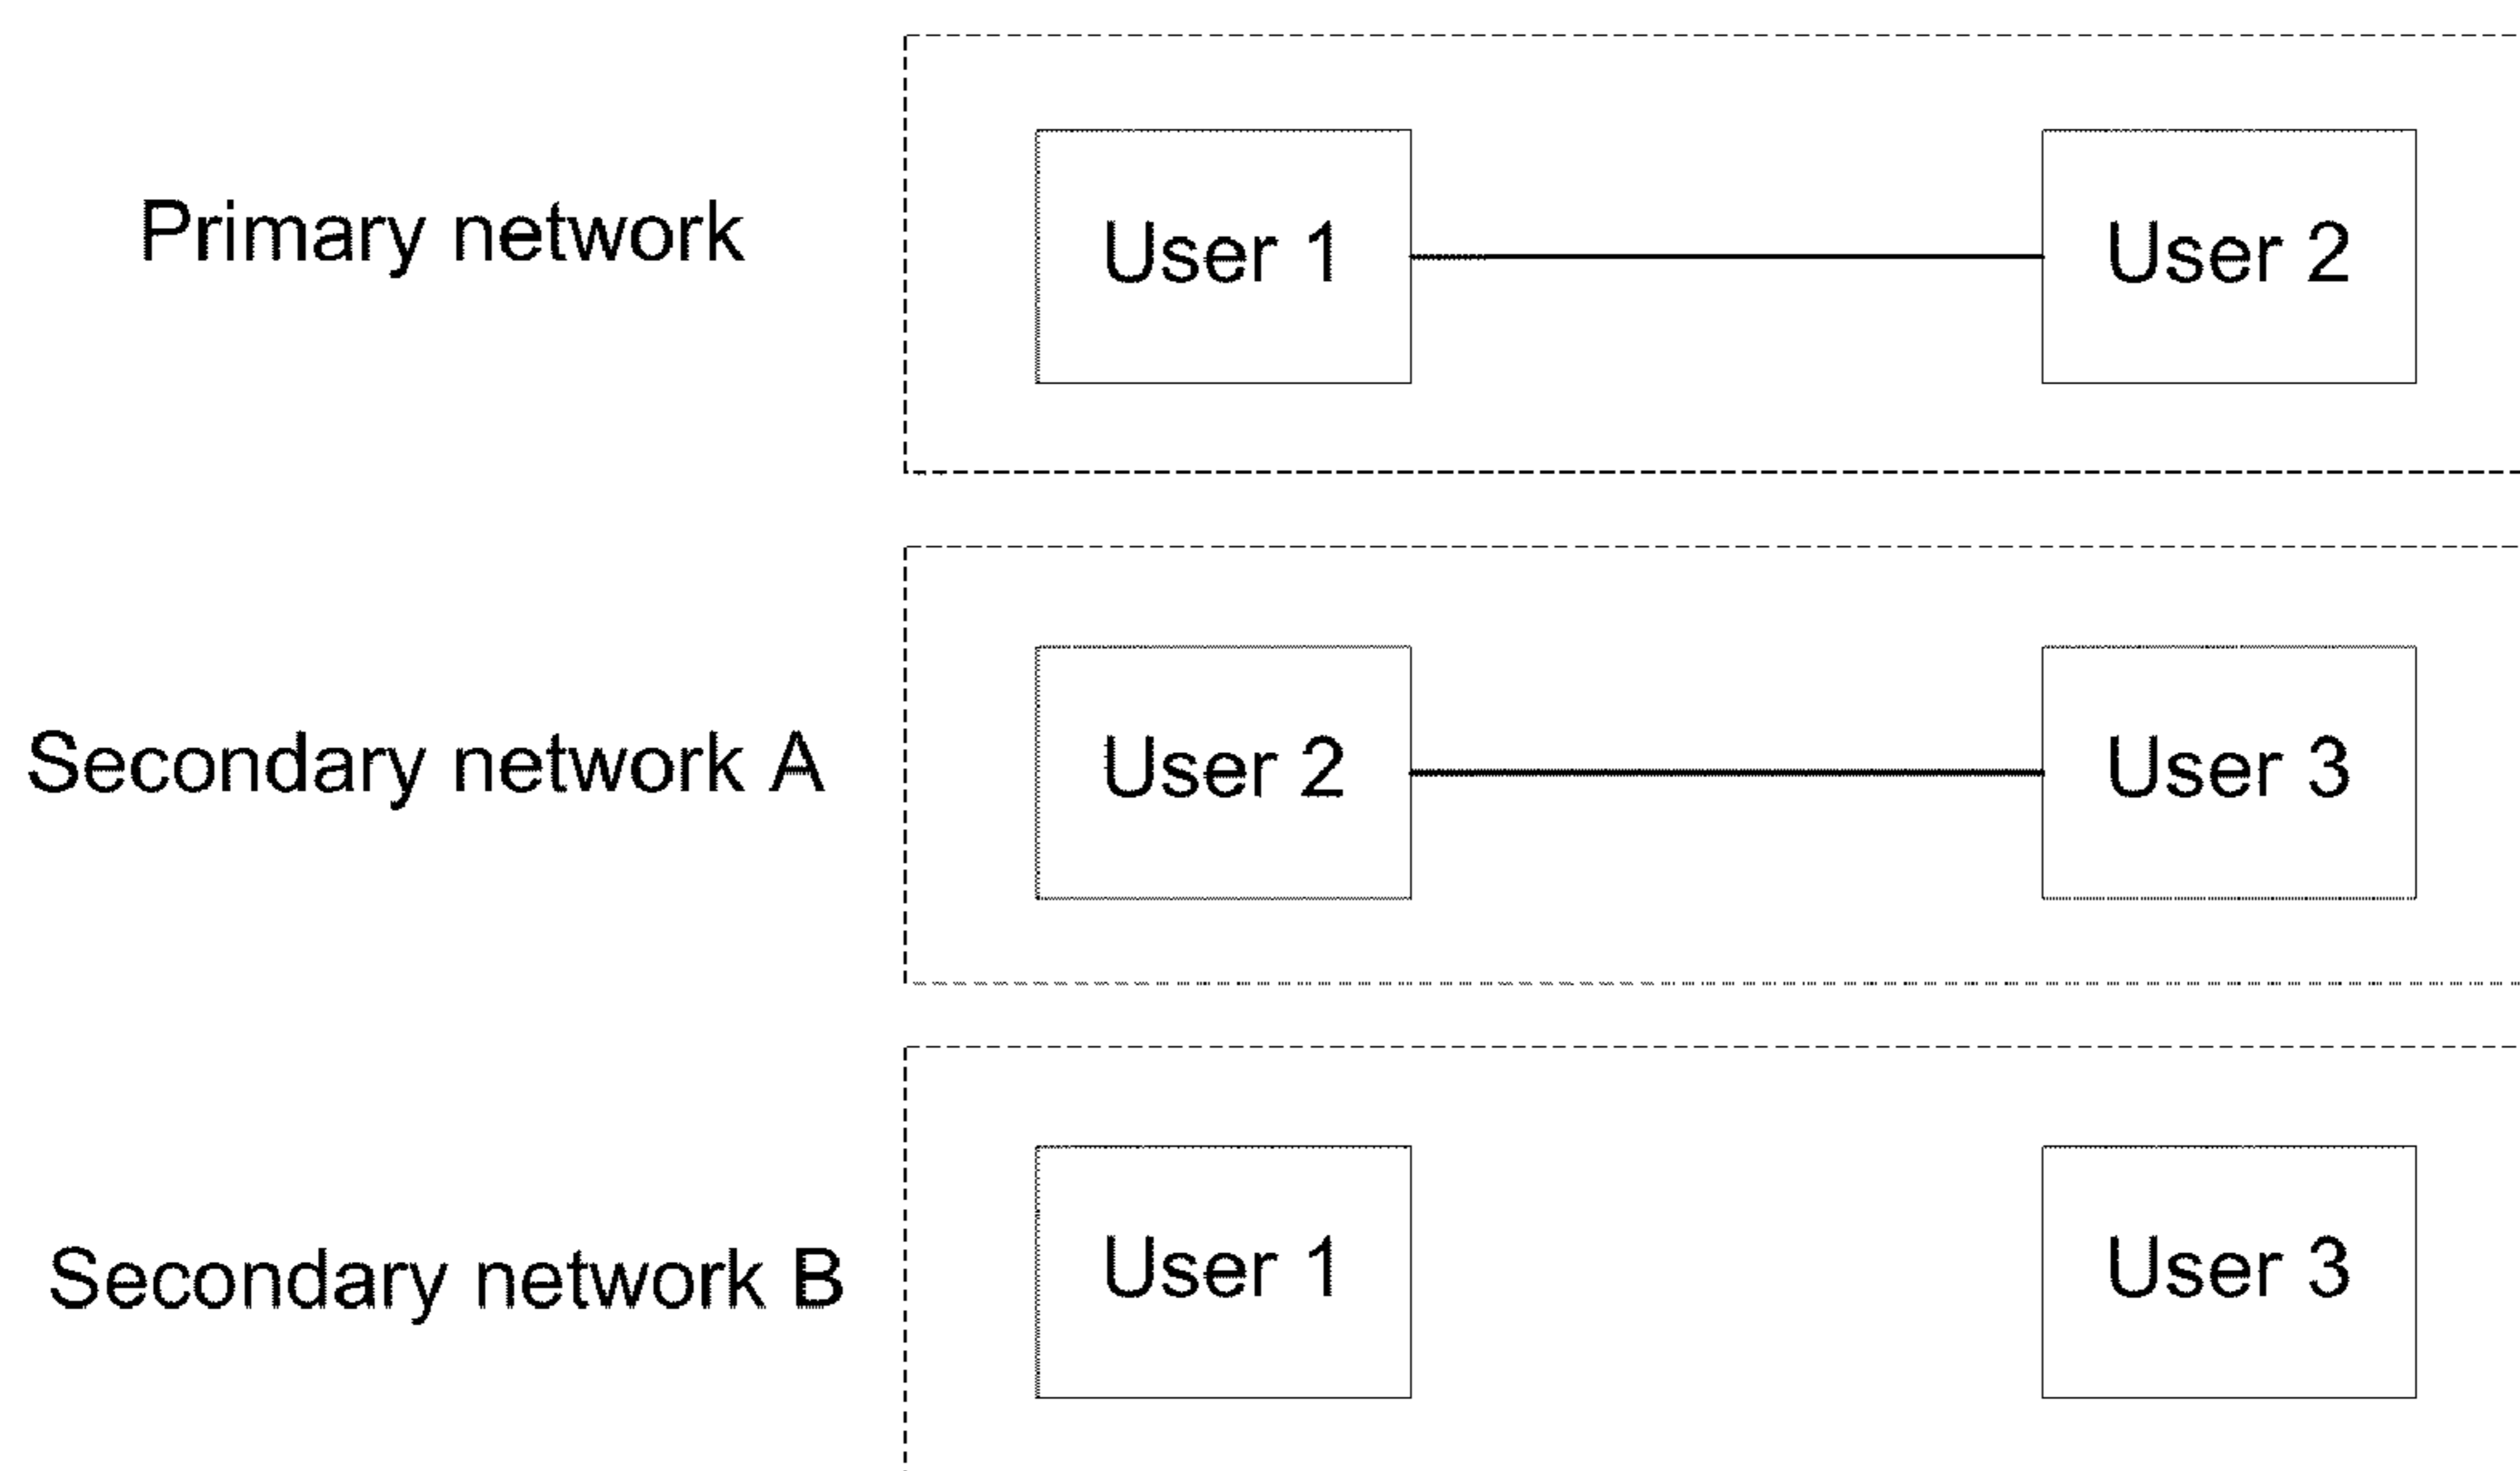 Primary network
User 1
User 2
Secondary network A
User 2
User 3
Secondary network B
User 1
User 3